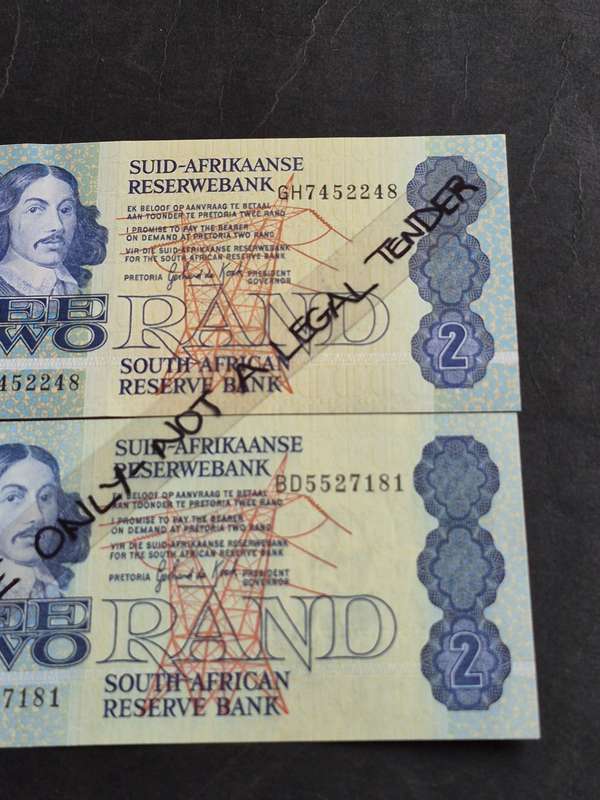 SUID-AFRIKAANSE
RESERWEBANK
GH7452248
EK BELOOF OP AANVRAAG TE BETAAL
AAN TOONDER TE PRETORIA TWEE RAND
I PROMISE TO PAY THE BEARER
ON DEMAND AT PRETORIA TWO RAND
VIR DIE SUID-AFRIKAANSE RESERWEBANK
FOR THE SOUTH AFRICAN RESERVE BANK
PRETORIA PRESIDENT
GOVERNOR
EE
WO RAND
2
452248
SOUTH AFRICAN
RESERVE BANK
ONLY-NOT A LEGAL TENDER
SUID-AFRIKAANSE
RESERWEBANK
BD5527181
EK BELOOF OP AANVRAAG TE BETAAL
AAN TOONDER TE PRETORIA TWEE RAND
I PROMISE TO PAY THE BEARER
ON DEMAND AT PRETORIA TWO RAND
VIR DIE SUID-AFRIKAANSE RESERWEBANK
FOR THE SOUTH AFRICAN RESERVE BANK
PRETORIA PRESIDENT
GOVERNOR
EE
WO RAND
2
7181
SOUTH AFRICAN
RESERVE BANK